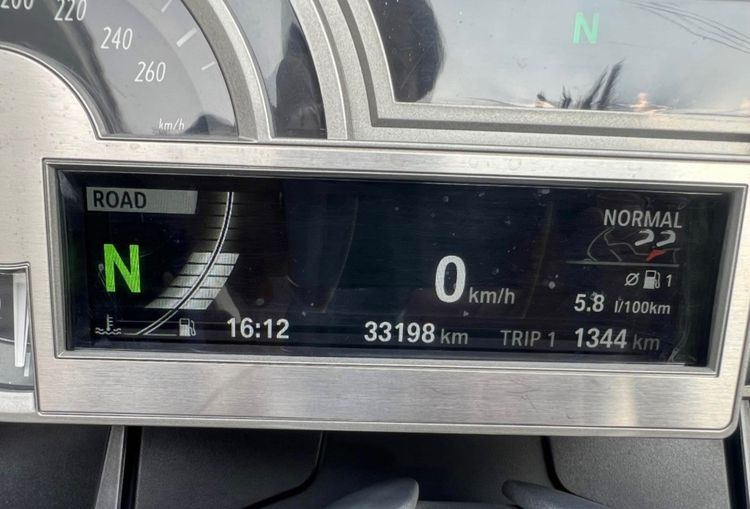 200
220
240
260
km/h
N
ROAD
NORMAL
N
0 km/h
Ø 1
5.8 l/100km
16:12 33198 km TRIP 1 1344 km